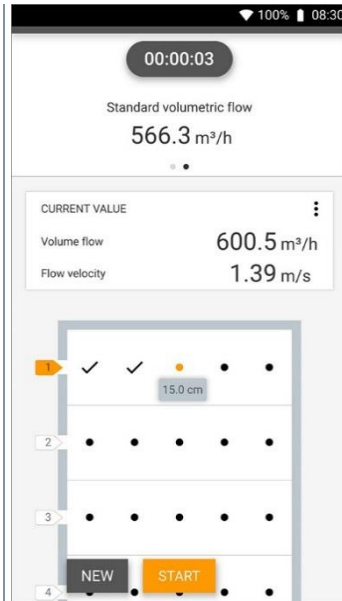 100% 08:30
00:00:03
Standard volumetric flow
566.3 m³/h
CURRENT VALUE
Volume flow 600.5 m³/h
Flow velocity 1.39 m/s
1
15.0 cm
2
3
4
NEW START